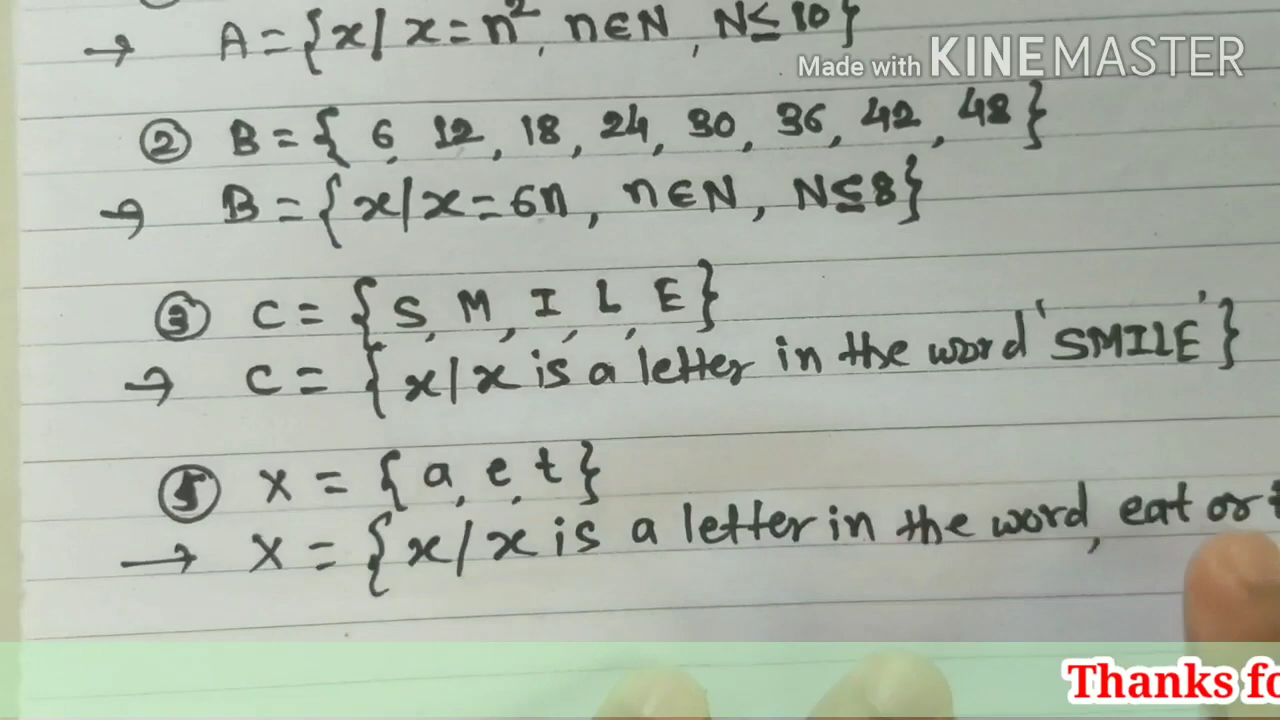 → A = {x/ x = n², n∈N, N≤10}
Made with KINEMASTER
② B = { 6, 12, 18, 24, 30, 36, 42, 48 }
→ B = {x/x = 6n, n∈N, N≤8}
③ C = {S, M, I, L, E}
→ C = {x/x is a letter in the word 'SMILE'}
⑤ X = {a, e, t}
→ X = {x/x is a letter in the word, eat or
Thanks